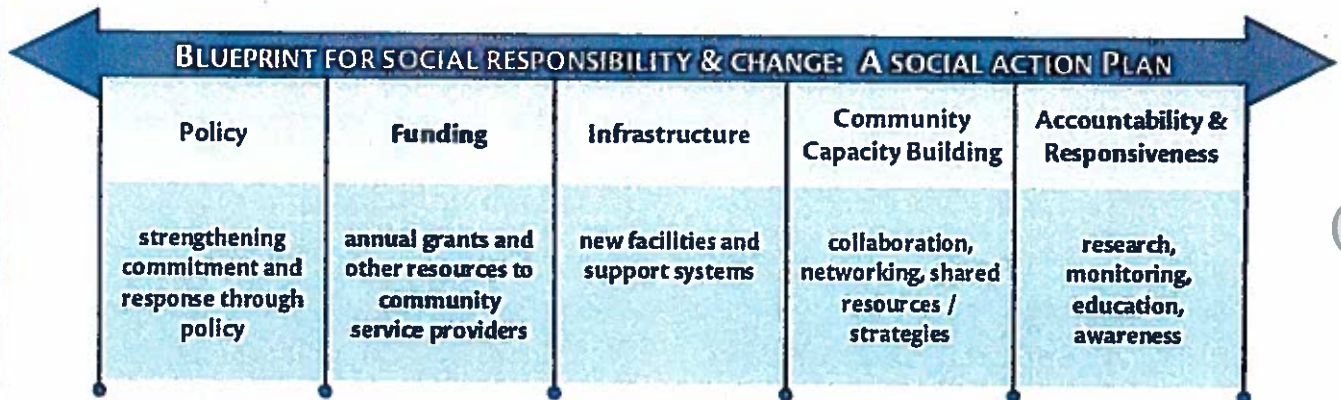 BLUEPRINT FOR SOCIAL RESPONSIBILITY & CHANGE: A SOCIAL ACTION PLAN
Policy
strengthening
commitment and
response through
policy
Funding
annual grants and
other resources to
community
service providers
Infrastructure
new facilities and
support systems
Community
Capacity Building
collaboration,
networking, shared
resources /
strategies
Accountability &
Responsiveness
research,
monitoring,
education,
awareness